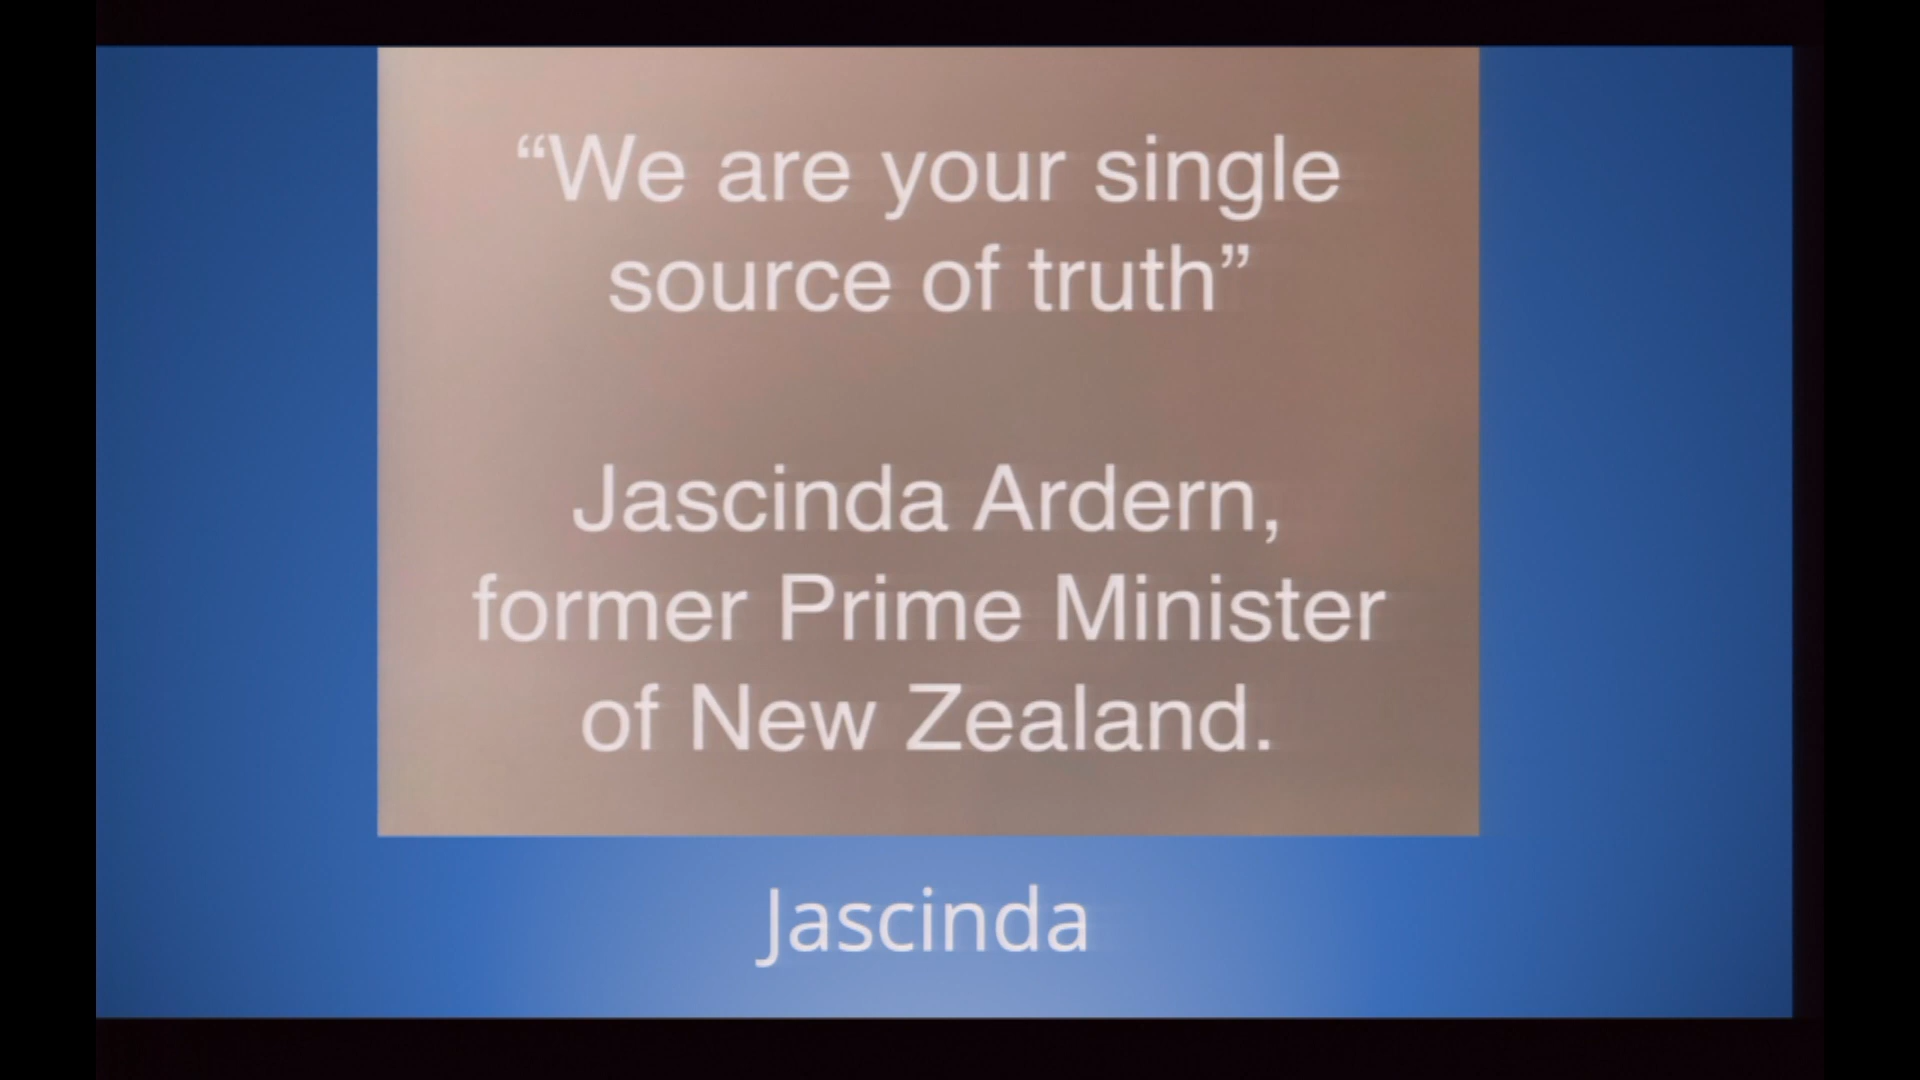 “We are your single
source of truth”
Jascinda Ardern,
former Prime Minister
of New Zealand.
Jascinda